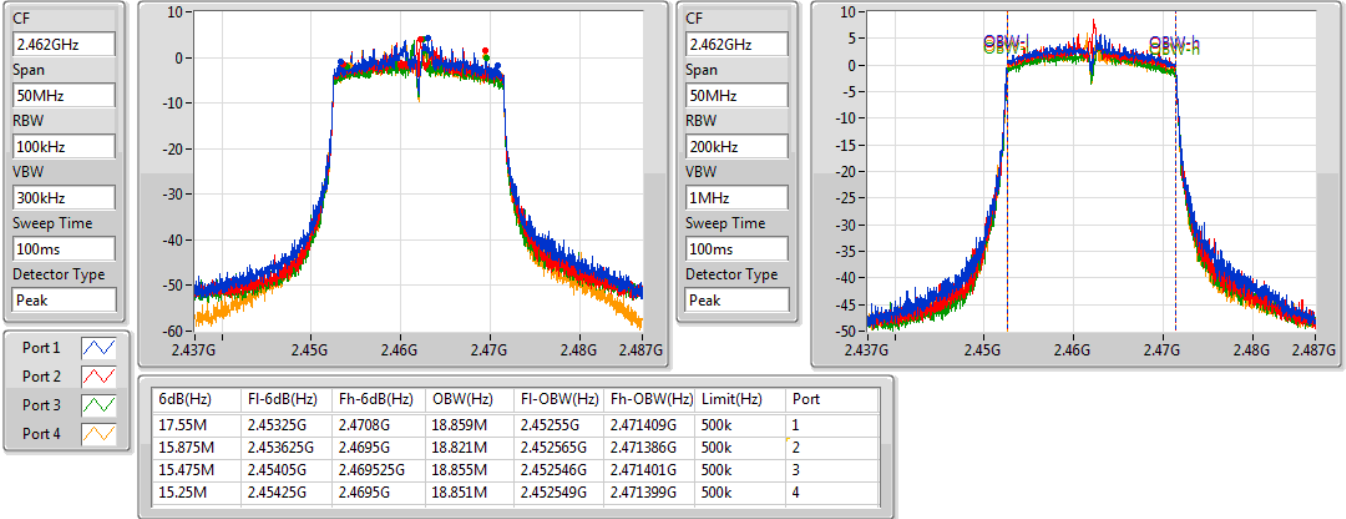 CF
2.462GHz
Span
50MHz
RBW
100kHz
VBW
300kHz
Sweep Time
100ms
Detector Type
Peak
10
0
-10
-20
-30
-40
-50
-60
2.437G 2.45G 2.46G 2.47G 2.48G 2.487G
CF
2.462GHz
Span
50MHz
RBW
200kHz
VBW
1MHz
Sweep Time
100ms
Detector Type
Peak
10
5
0
-5
-10
-15
-20
-25
-30
-35
-40
-45
-50
OBW-l OBW-h
2.437G 2.45G 2.46G 2.47G 2.48G 2.487G
Port 1
Port 2
Port 3
Port 4
6dB(Hz) Fl-6dB(Hz) Fh-6dB(Hz) OBW(Hz) Fl-OBW(Hz) Fh-OBW(Hz) Limit(Hz) Port
17.55M 2.45325G 2.4708G 18.859M 2.45255G 2.471409G 500k 1
15.875M 2.453625G 2.4695G 18.821M 2.452565G 2.471386G 500k 2
15.475M 2.45405G 2.469525G 18.855M 2.452546G 2.471401G 500k 3
15.25M 2.45425G 2.4695G 18.851M 2.452549G 2.471399G 500k 4